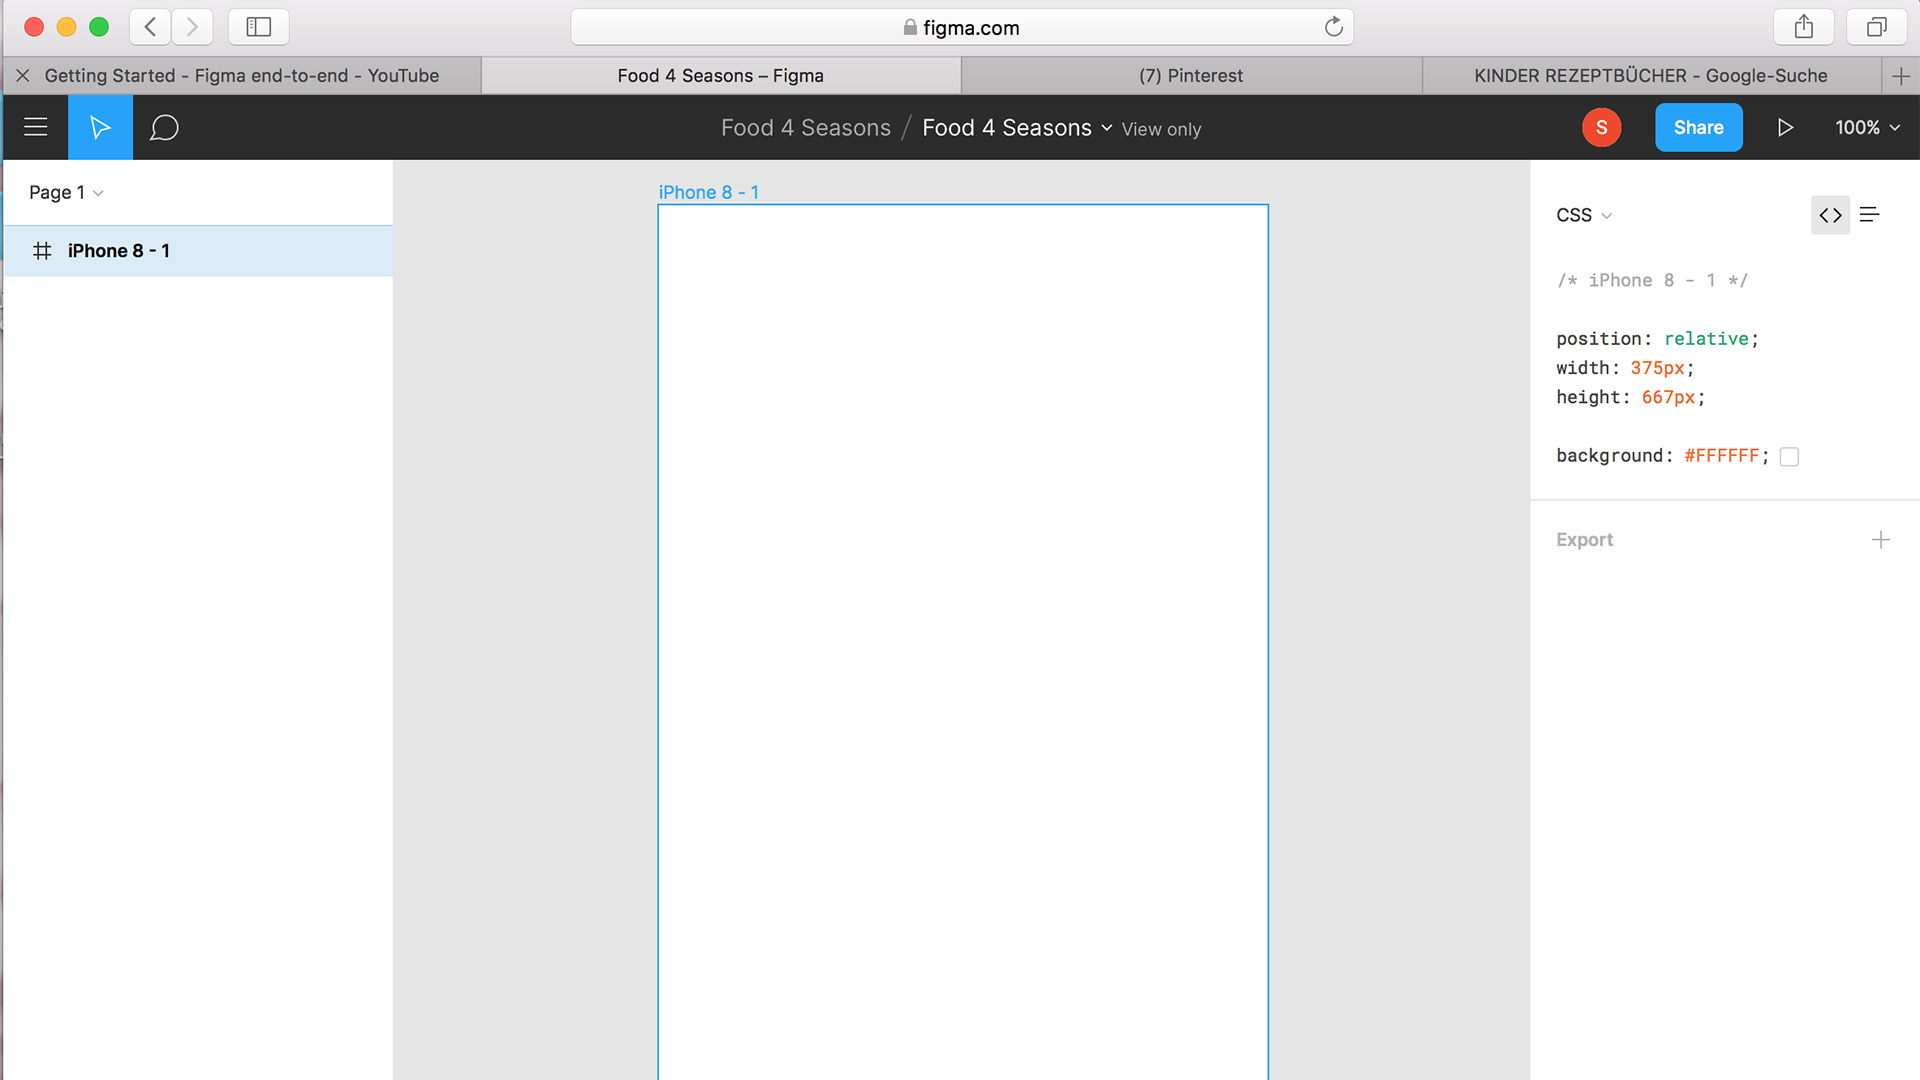 figma.com
Getting Started - Figma end-to-end - YouTube
Food 4 Seasons – Figma
(7) Pinterest
KINDER REZEPTBÜCHER - Google-Suche
Food 4 Seasons / Food 4 Seasons View only
S
Share
100%
Page 1
iPhone 8 - 1
iPhone 8 - 1
CSS
/* iPhone 8 - 1 */
position: relative;
width: 375px;
height: 667px;
background: #FFFFFF;
Export